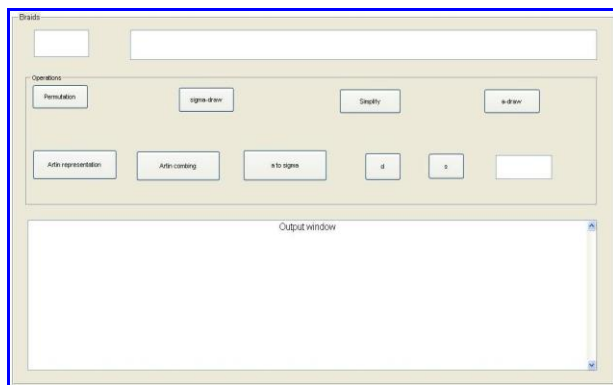 Braids
Operations
Permutation
sigma-draw
Simplify
a-draw
Artin representation
Artin combing
a to sigma
d
s
Output window